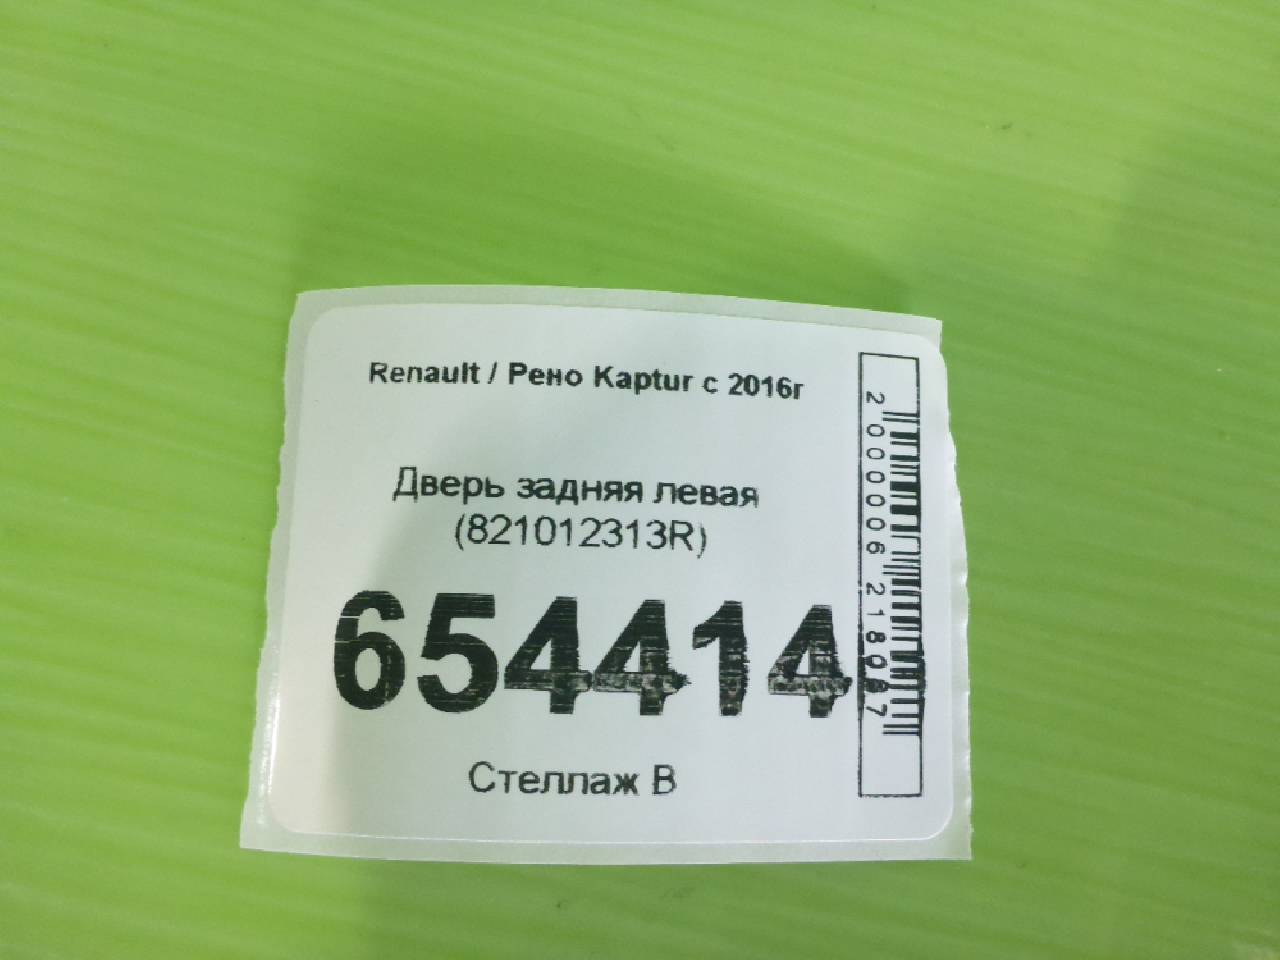 Renault / Рено Kaptur с 2016г
Дверь задняя левая
(821012313R)
654414
Стеллаж В
2000006218087